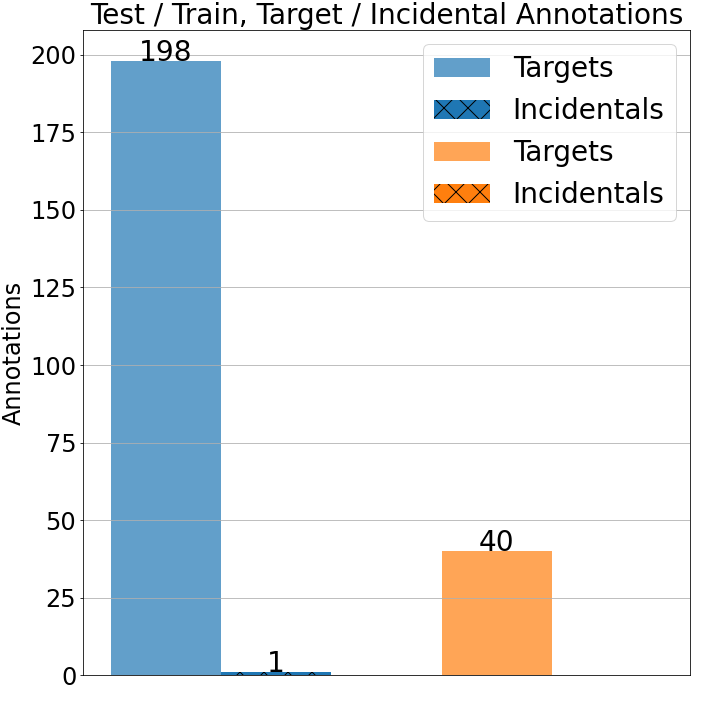 Test / Train, Target / Incidental Annotations
198
200
Targets
Incidentals
Targets
Incidentals
175
150
125
Annotations
100
75
50
40
25
1
0